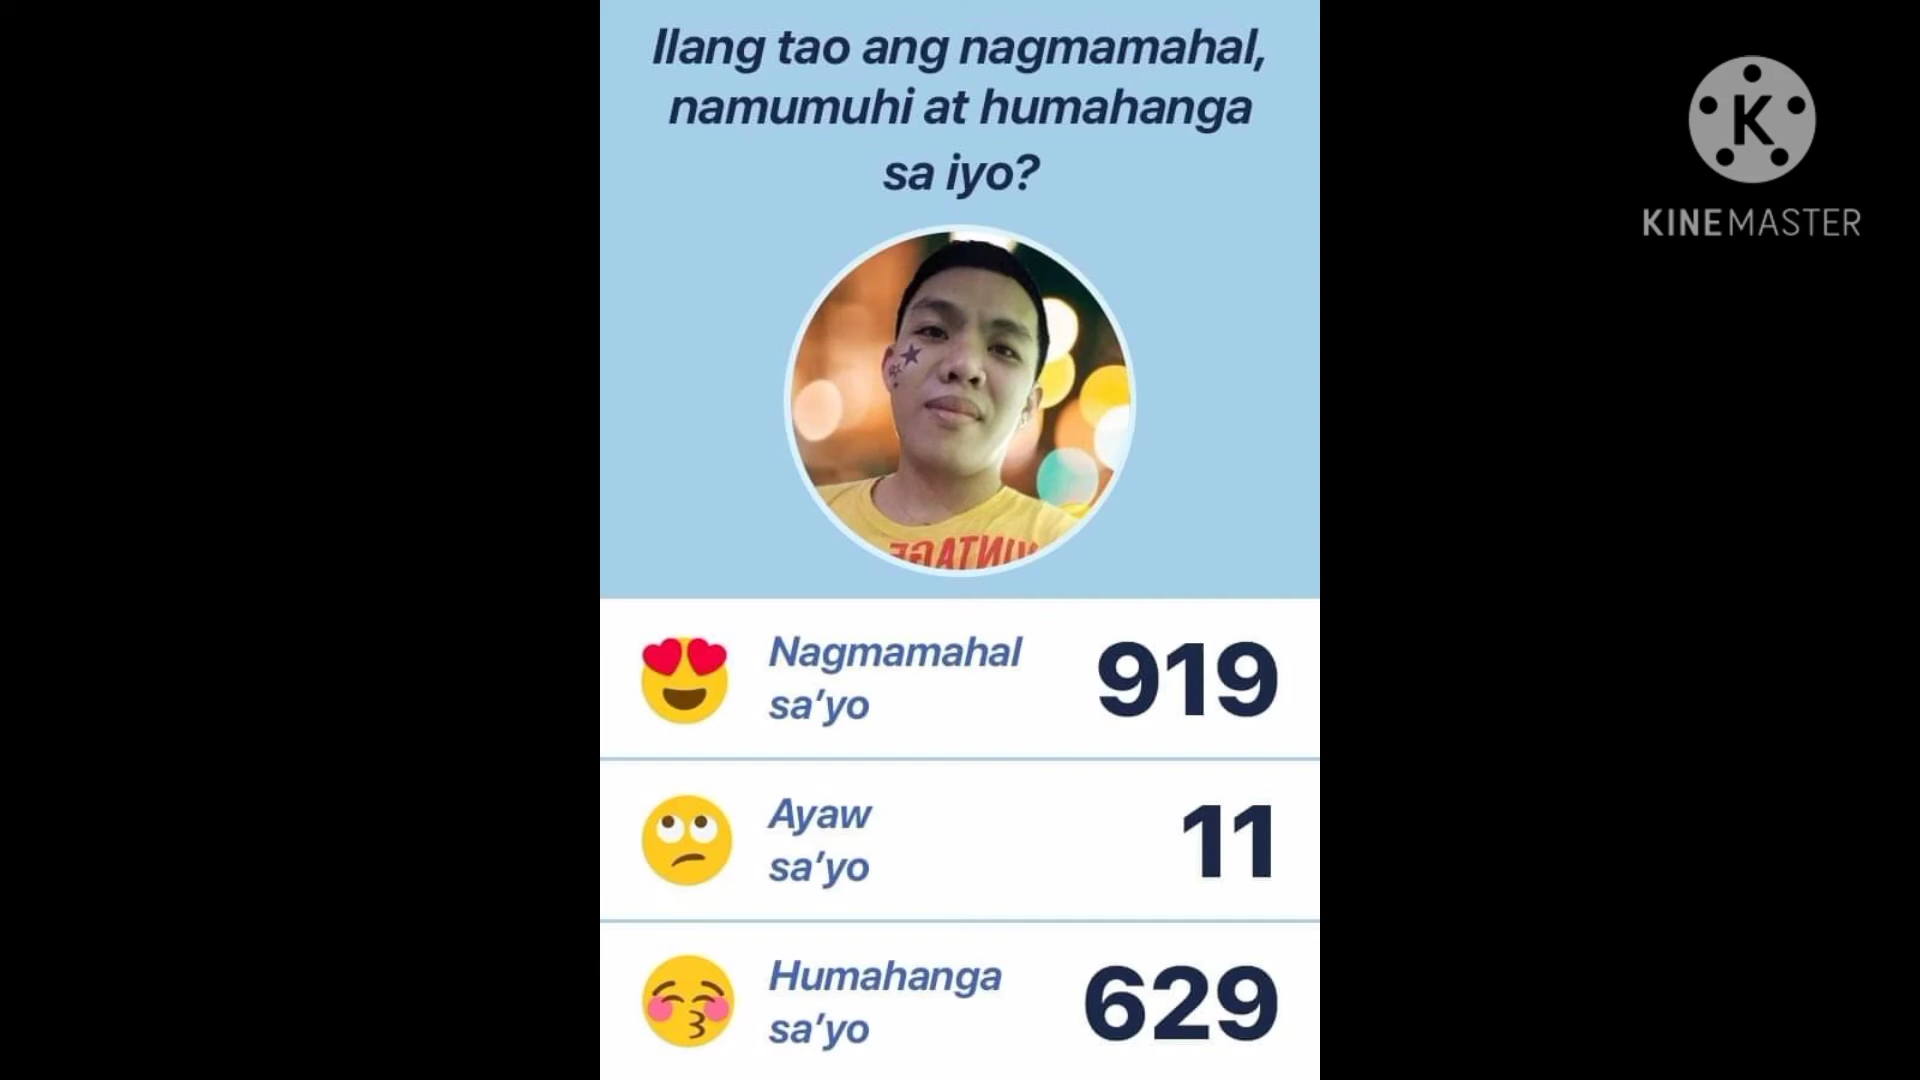 Ilang tao ang nagmamahal,
namumuhi at humahanga
sa iyo?
K
KINEMASTER
VINTAGE
Nagmamahal
sa'yo
919
Ayaw
sa'yo
11
Humahanga
sa'yo
629